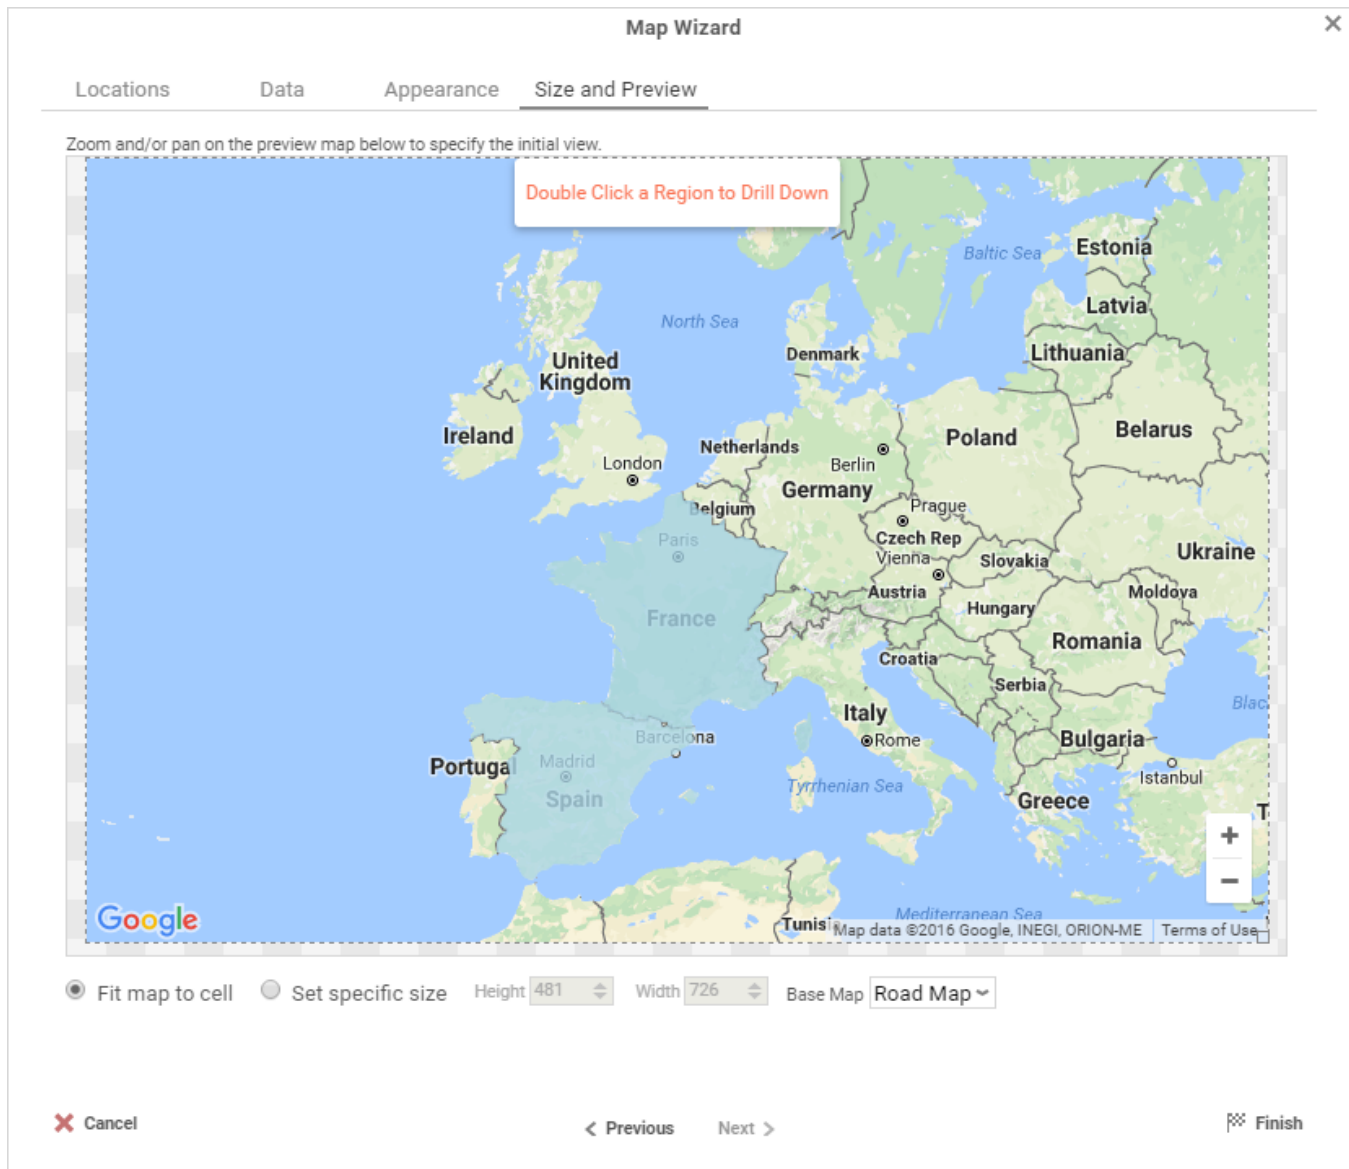 Map Wizard
Locations
Data
Appearance
Size and Preview
Zoom and/or pan on the preview map below to specify the initial view.
Double Click a Region to Drill Down
Baltic Sea
Estonia
Latvia
North Sea
Lithuania
Denmark
United
Kingdom
Belarus
Ireland
Poland
Netherlands
London
Berlin
Germany
Belgium
Prague
Paris
Czech Rep
Ukraine
Vienna
Slovakia
Austria
Moldova
Hungary
France
Romania
Croatia
Serbia
Blac
Italy
Barcelona
Rome
Bulgaria
Madrid
Portugal
Istanbul
Tyrrhenian Sea
Spain
Greece
T
+
−
Google
Mediterranean Sea
Tunis
Map data ©2016 Google, INEGI, ORION-ME
Terms of Use
Fit map to cell
Set specific size
Height 481
Width 726
Base Map Road Map
Cancel
Previous
Next
Finish